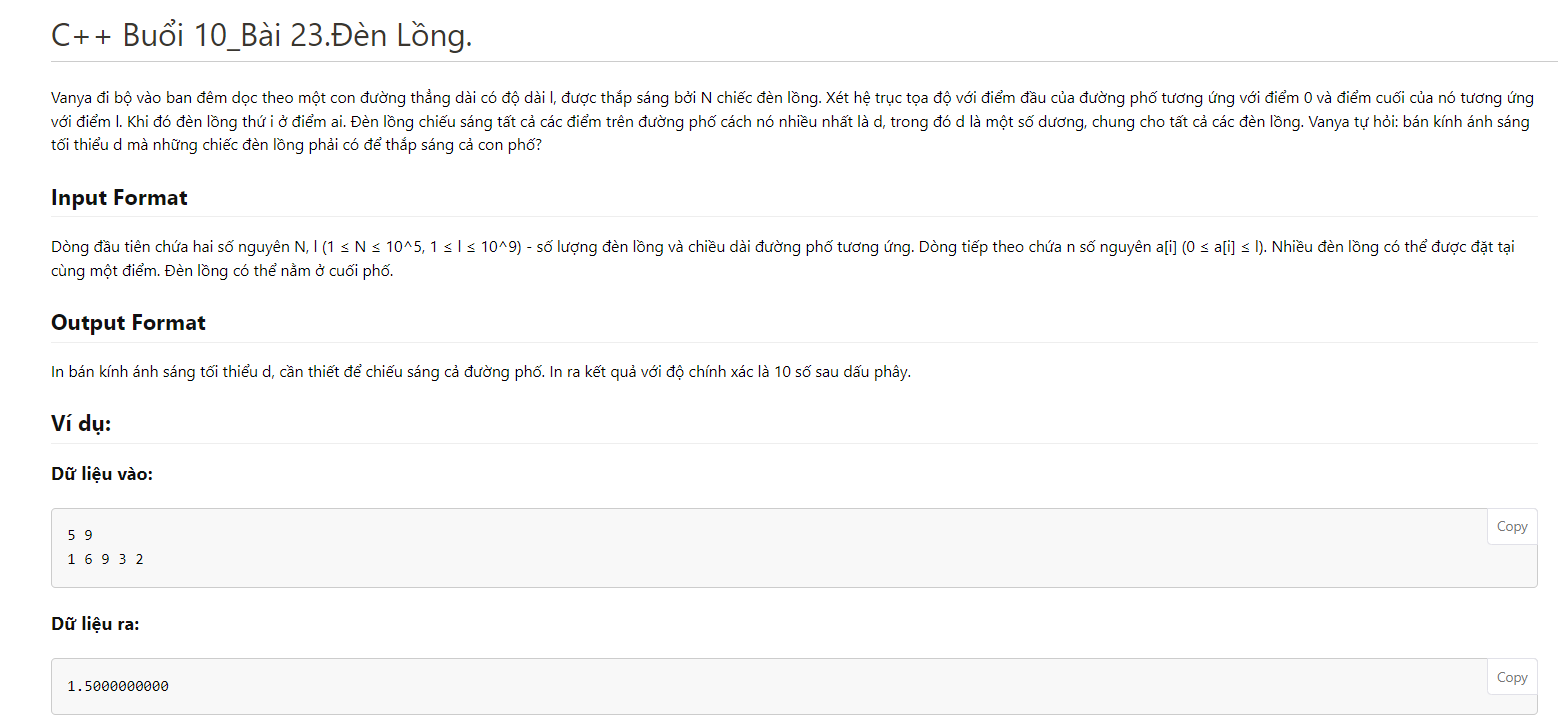 C++ Buổi 10_Bài 23.Đèn Lồng.
Vanya đi bộ vào ban đêm dọc theo một con đường thẳng dài có độ dài l, được thắp sáng bởi N chiếc đèn lồng. Xét hệ trục tọa độ với điểm đầu của đường phố tương ứng với điểm 0 và điểm cuối của nó tương ứng
với điểm l. Khi đó đèn lồng thứ i ở điểm ai. Đèn lồng chiếu sáng tất cả các điểm trên đường phố cách nó nhiều nhất là d, trong đó d là một số dương, chung cho tất cả các đèn lồng. Vanya tự hỏi: bán kính ánh sáng
tối thiểu d mà những chiếc đèn lồng phải có để thắp sáng cả con phố?
Input Format
Dòng đầu tiên chứa hai số nguyên N, l (1 ≤ N ≤ 10^5, 1 ≤ l ≤ 10^9) - số lượng đèn lồng và chiều dài đường phố tương ứng. Dòng tiếp theo chứa n số nguyên a[i] (0 ≤ a[i] ≤ l). Nhiều đèn lồng có thể được đặt tại
cùng một điểm. Đèn lồng có thể nằm ở cuối phố.
Output Format
In bán kính ánh sáng tối thiểu d, cần thiết để chiếu sáng cả đường phố. In ra kết quả với độ chính xác là 10 số sau dấu phẩy.
Ví dụ:
Dữ liệu vào:
Copy
5 9
1 6 9 3 2
Dữ liệu ra:
Copy
1.5000000000